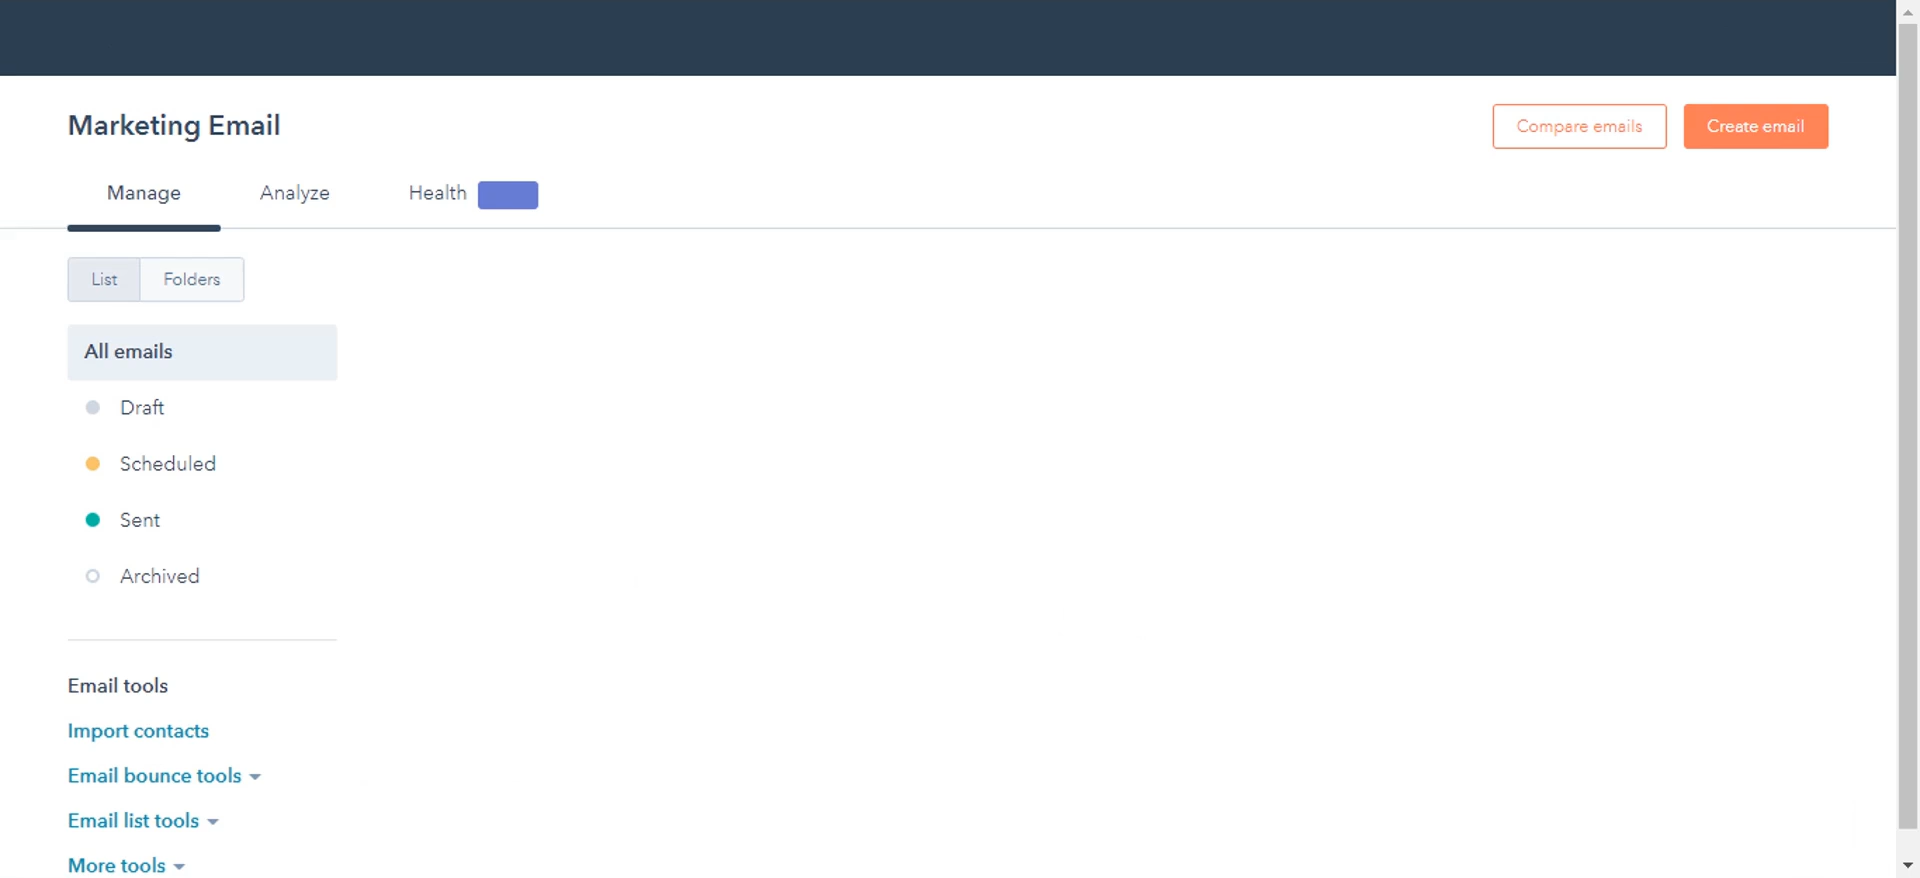 Marketing Email
Compare emails
Create email
Manage
Analyze
Health
List
Folders
All emails
Draft
Scheduled
Sent
Archived
Email tools
Import contacts
Email bounce tools
Email list tools
More tools